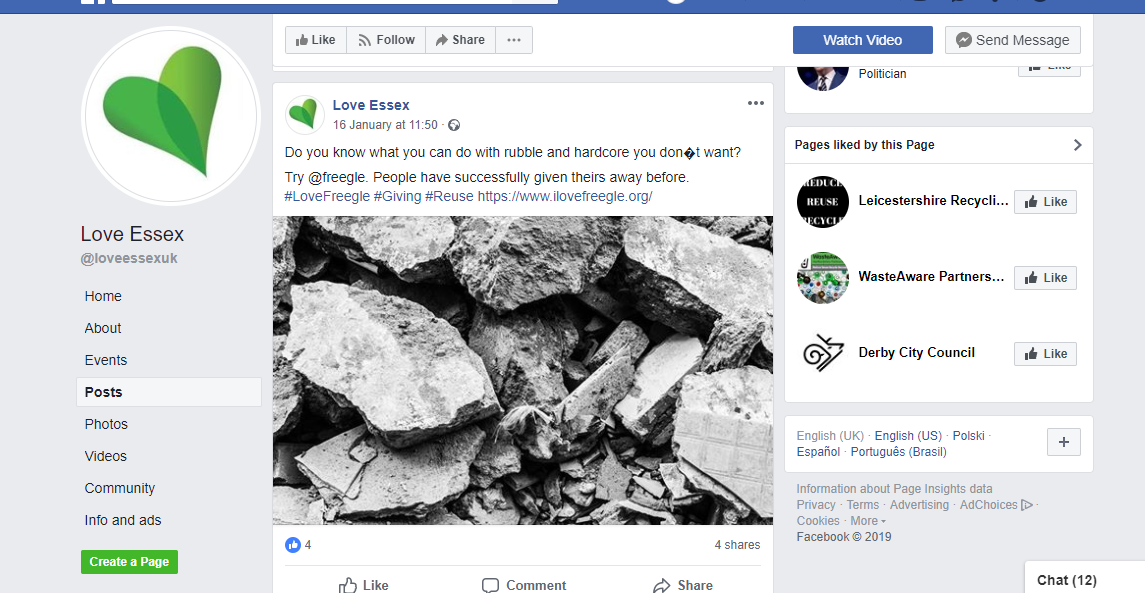 Like
Follow
Share
Watch Video
Send Message
Love Essex
@loveessexuk
Home
About
Events
Posts
Photos
Videos
Community
Info and ads
Create a Page
Love Essex
16 January at 11:50 ·
Do you know what you can do with rubble and hardcore you don�t want?
Try @freegle. People have successfully given theirs away before.
#LoveFreegle #Giving #Reuse https://www.ilovefreegle.org/
4
4 shares
Like
Comment
Share
Politician
Like
Pages liked by this Page
REDUCE
REUSE
RECYCLE
Leicestershire Recycli...
Like
WasteAware
WasteAware Partners...
Like
Derby City Council
Like
English (UK) · English (US) · Polski ·
Español · Português (Brasil)
Information about Page Insights data
Privacy · Terms · Advertising · AdChoices ·
Cookies · More
Facebook © 2019
Chat (12)